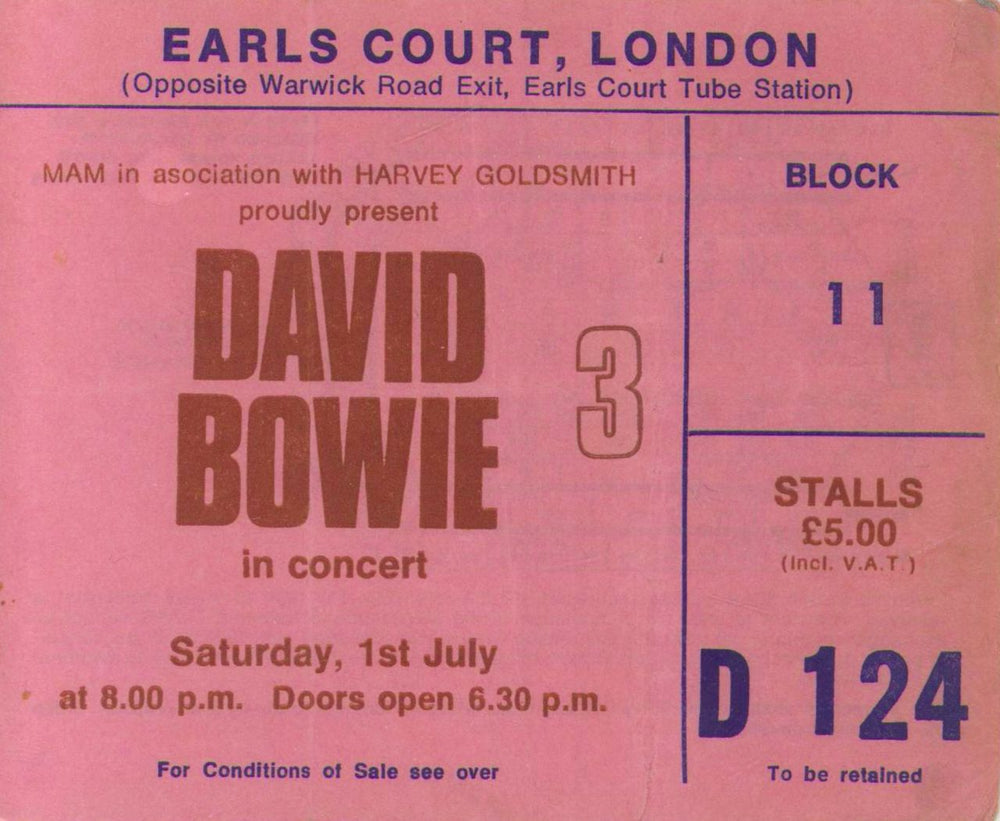 EARLS COURT, LONDON
(Opposite Warwick Road Exit, Earls Court Tube Station)
MAM in asociation with HARVEY GOLDSMITH
proudly present
DAVID
BOWIE
in concert
3
Saturday, 1st July
at 8.00 p.m. Doors open 6.30 p.m.
For Conditions of Sale see over
BLOCK
11
STALLS
£5.00
(Incl. V.A.T.)
D 124
To be retained